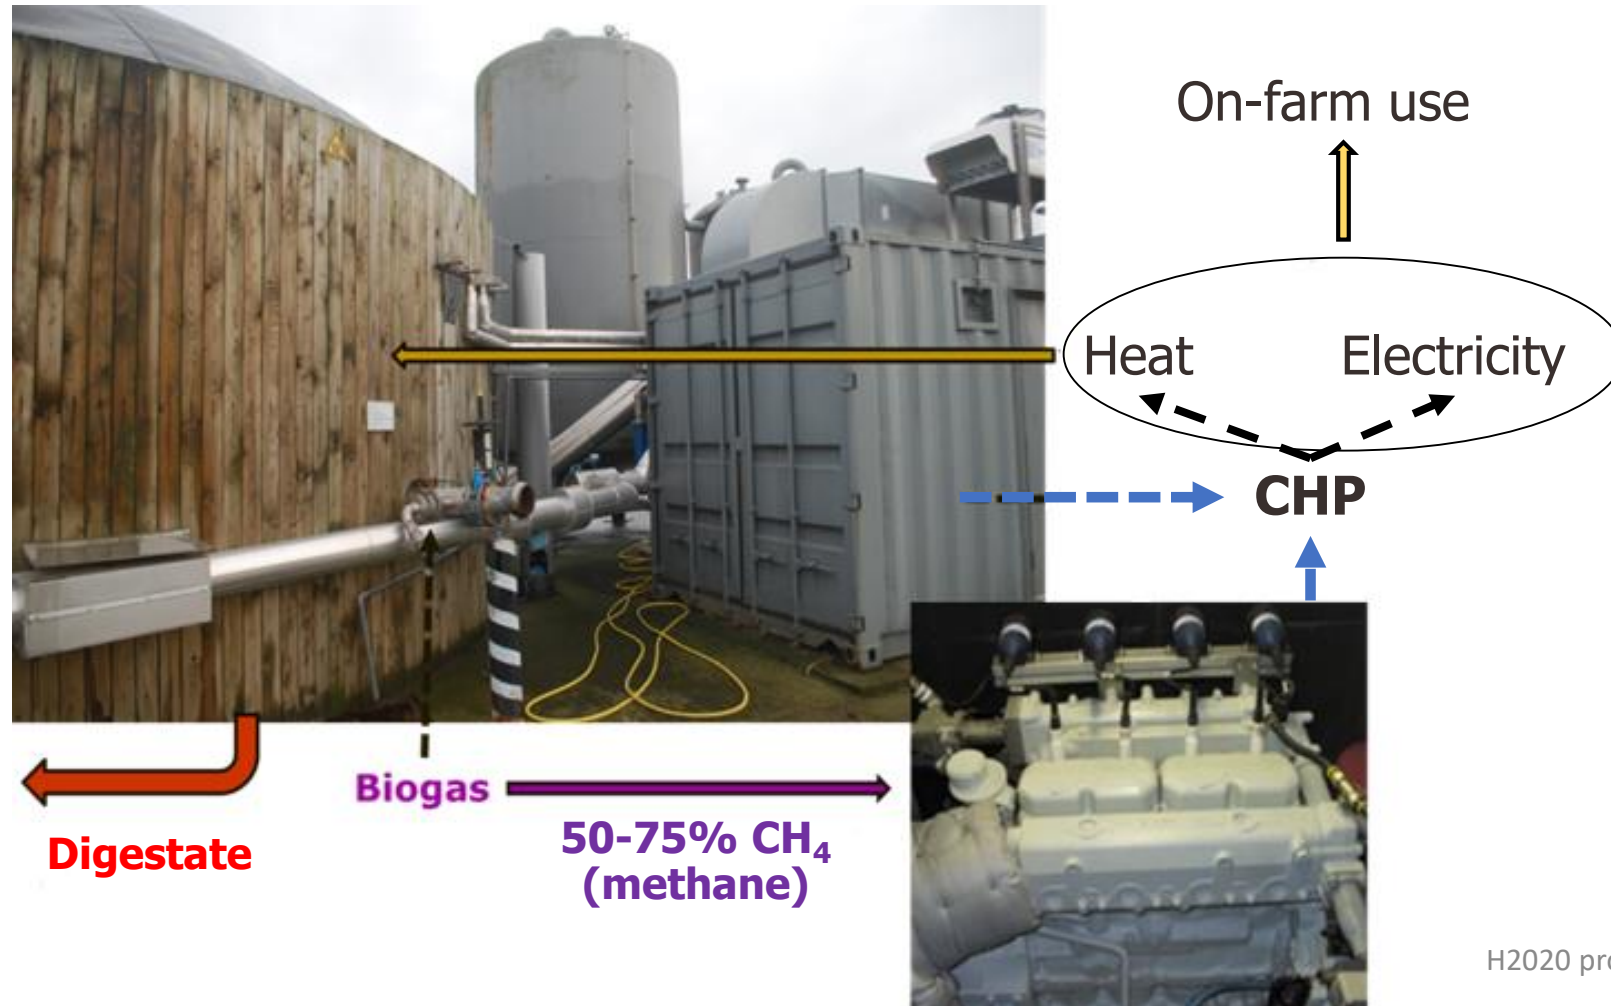 On-farm use
Heat Electricity
CHP
Biogas
50-75% CH₄
(methane)
Digestate
H2020